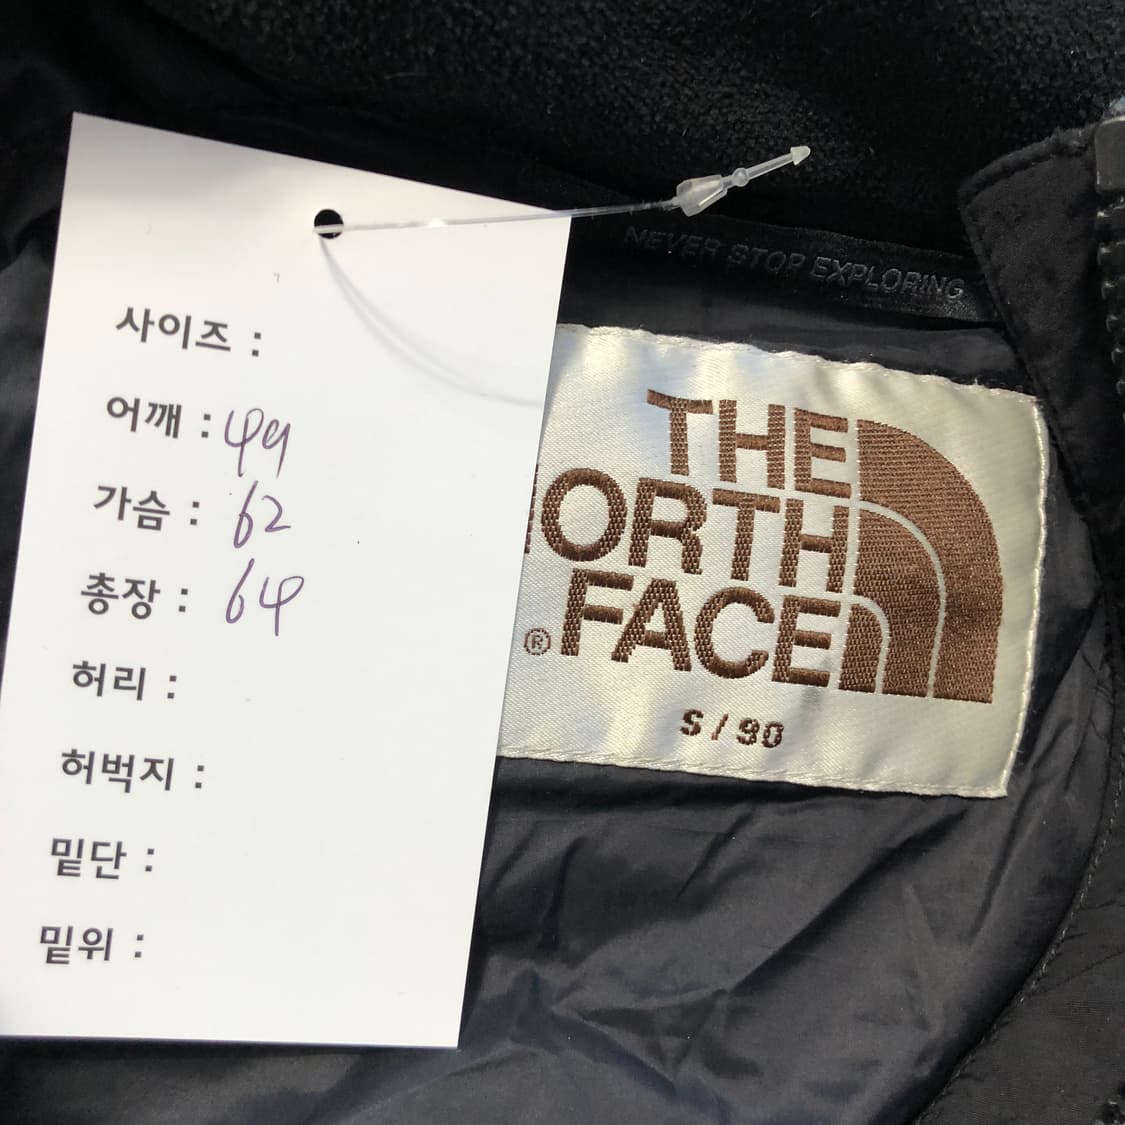 사이즈 :
어깨 : 49
가슴 : 62
총장 : 64
허리 :
허벅지 :
밑단 :
밑위 :
NEVER STOP EXPLORING
THE
ORTH
FACE
®
S / 90